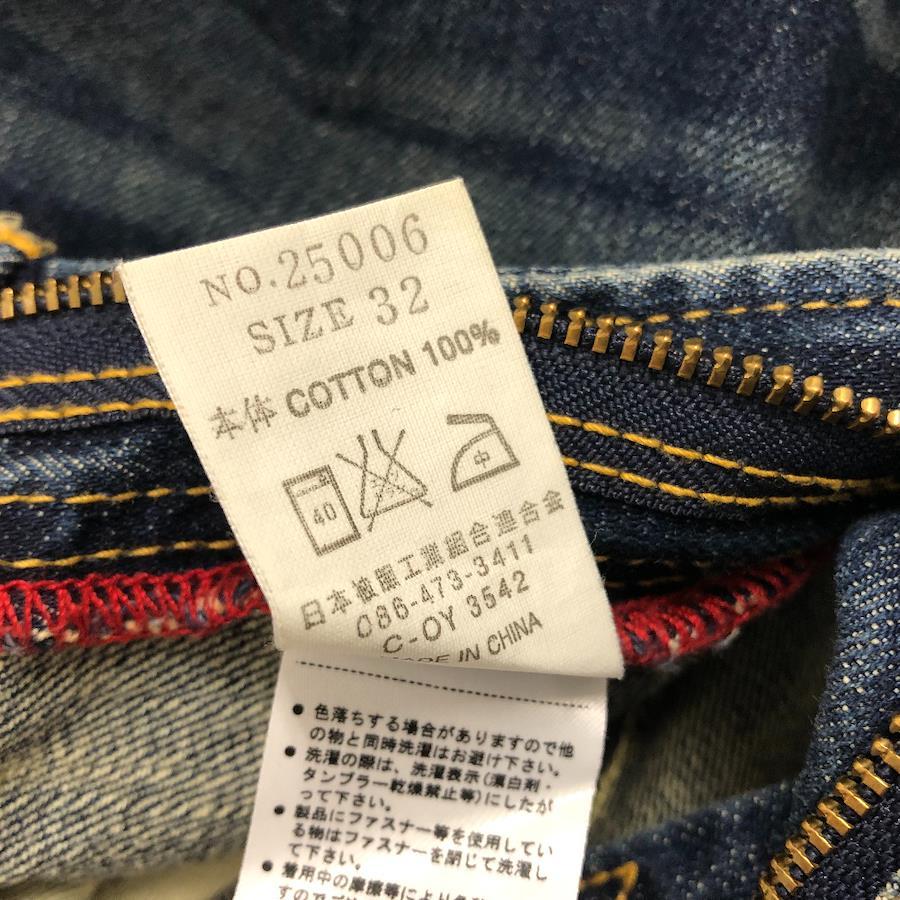 NO.25006
SIZE 32
本体 COTTON 100%
40
中
日本被服工業組合連合会
086-473-3411
C-OY 3542
MADE IN CHINA
● 色落ちする場合がありますので他
の物と同時洗濯はお避け下さい。
● 洗濯の際は、洗濯表示(漂白剤・
タンブラー乾燥禁止等)にしたが
って下さい。
● 製品にファスナー等を使用してい
る物はファスナーを閉じて洗濯し
て下さい。
● 着用中の摩擦等により